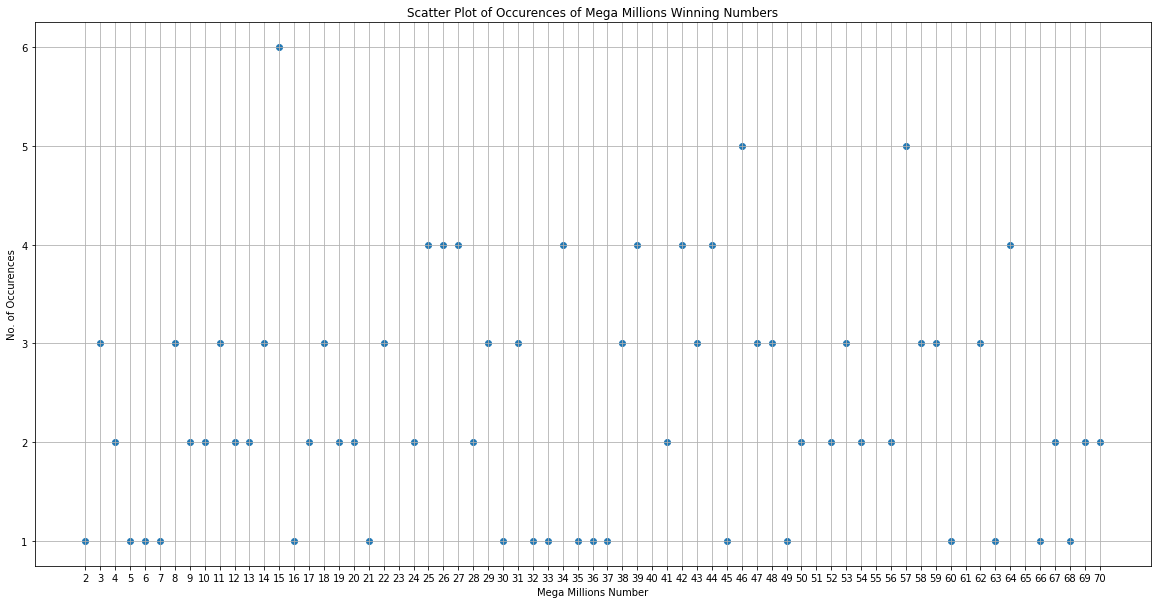 Scatter Plot of Occurences of Mega Millions Winning Numbers
No. of Occurences
6
5
4
3
2
1
2 3 4 5 6 7 8 9 10 11 12 13 14 15 16 17 18 19 20 21 22 23 24 25 26 27 28 29 30 31 32 33 34 35 36 37 38 39 40 41 42 43 44 45 46 47 48 49 50 51 52 53 54 55 56 57 58 59 60 61 62 63 64 65 66 67 68 69 70
Mega Millions Number